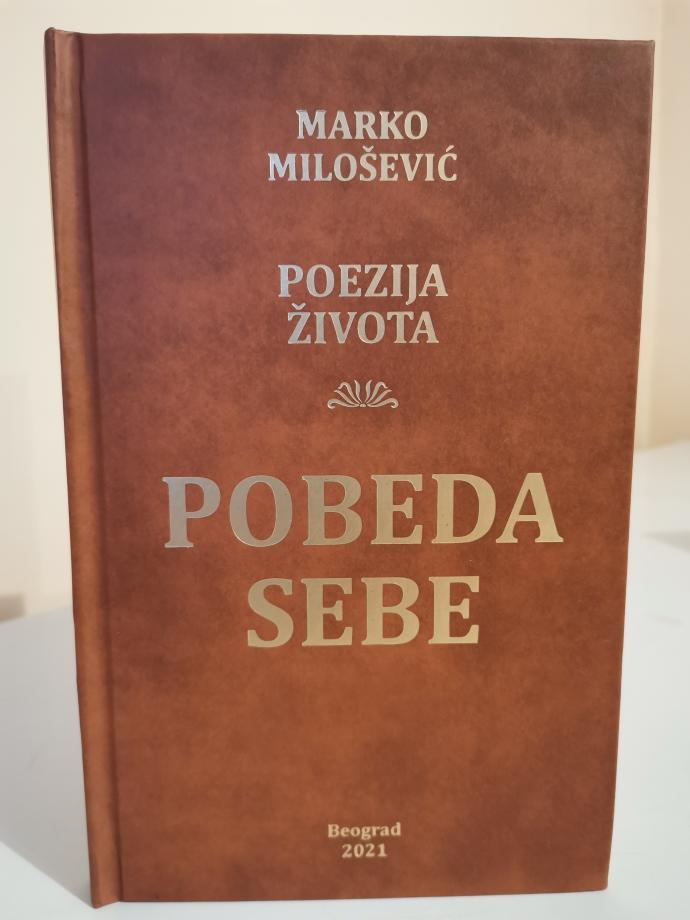 MARKO
MILOŠEVIĆ
POEZIJA
ŽIVOTA
POBEDA
SEBE
Beograd
2021